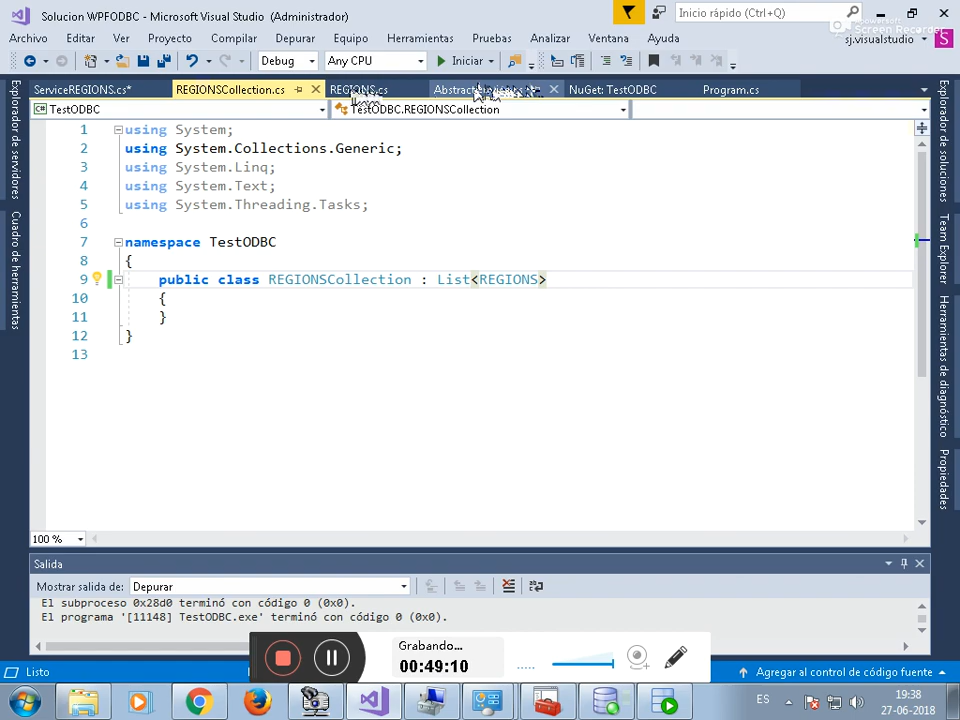 Solucion WPFODBC - Microsoft Visual Studio (Administrador)
Inicio rápido (Ctrl+Q)
Archivo Editar Ver Proyecto Compilar Depurar Equipo Herramientas Pruebas Analizar Ventana Ayuda
sj.visualstudio
S
Debug Any CPU Iniciar
ServiceREGIONS.cs* REGIONSCollection.cs REGIONS.cs NuGet: TestODBC Program.cs
TestODBC TestODBC.REGIONSCollection
1 using System;
2 using System.Collections.Generic;
3 using System.Linq;
4 using System.Text;
5 using System.Threading.Tasks;
6
7 namespace TestODBC
8 {
9 public class REGIONSCollection : List<REGIONS>
10 {
11 }
12 }
13
Explorador de servidores
Cuadro de herramientas
Explorador de soluciones
Team Explorer
Herramientas de diagnóstico
Propiedades
100 %
Salida
Mostrar salida de: Depurar
El subproceso 0x28d0 terminó con código 0 (0x0).
El programa '[11148] TestODBC.exe' terminó con código 0 (0x0).
Grabando...
00:49:10
Listo
Agregar al control de código fuente
ES
19:38
27-06-2018